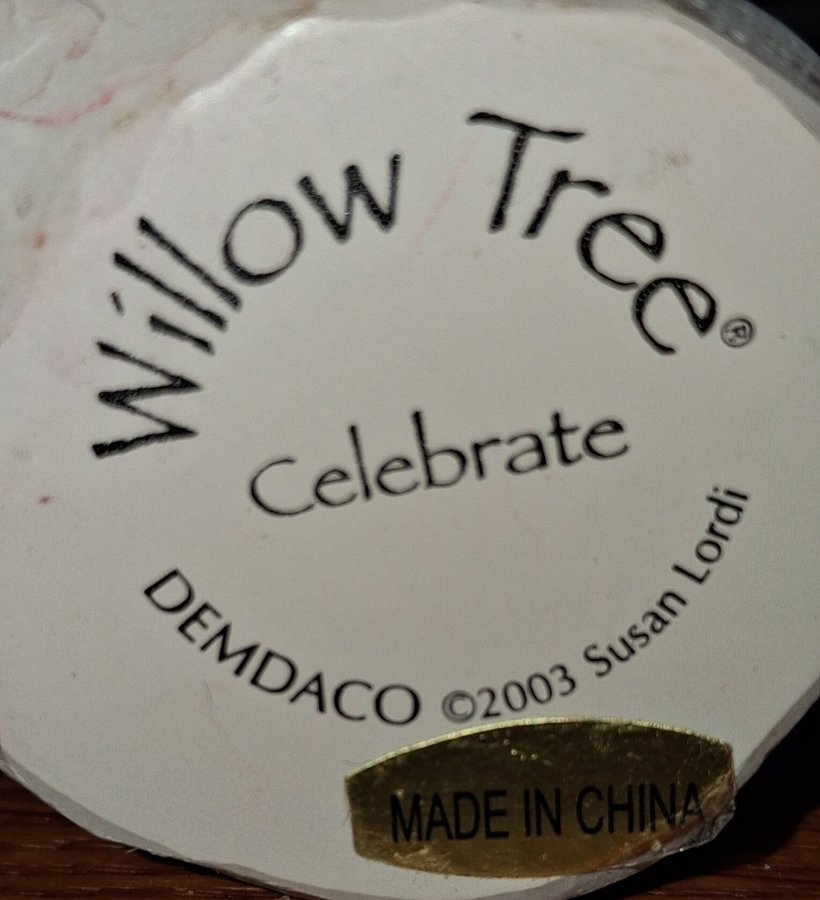 Willow Tree®
Celebrate
DEMDACO ©2003 Susan Lordi
MADE IN CHINA